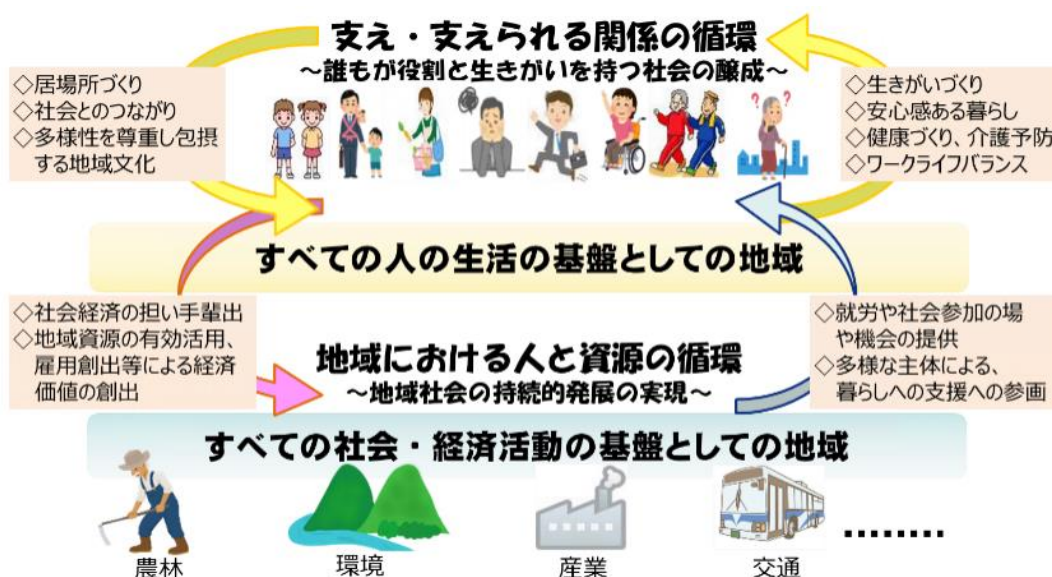 支え・支えられる関係の循環
～誰もが役割と生きがいを持つ社会の醸成～
◇居場所づくり
◇社会とのつながり
◇多様性を尊重し包摂
する地域文化
◇生きがいづくり
◇安心感ある暮らし
◇健康づくり、介護予防
◇ワークライフバランス
? ?
すべての人の生活の基盤としての地域
◇社会経済の担い手輩出
◇地域資源の有効活用、
雇用創出等による経済
価値の創出
地域における人と資源の循環
～地域社会の持続的発展の実現～
◇就労や社会参加の場
や機会の提供
◇多様な主体による、
暮らしへの支援への参画
すべての社会・経済活動の基盤としての地域
農林
環境
産業
交通
………